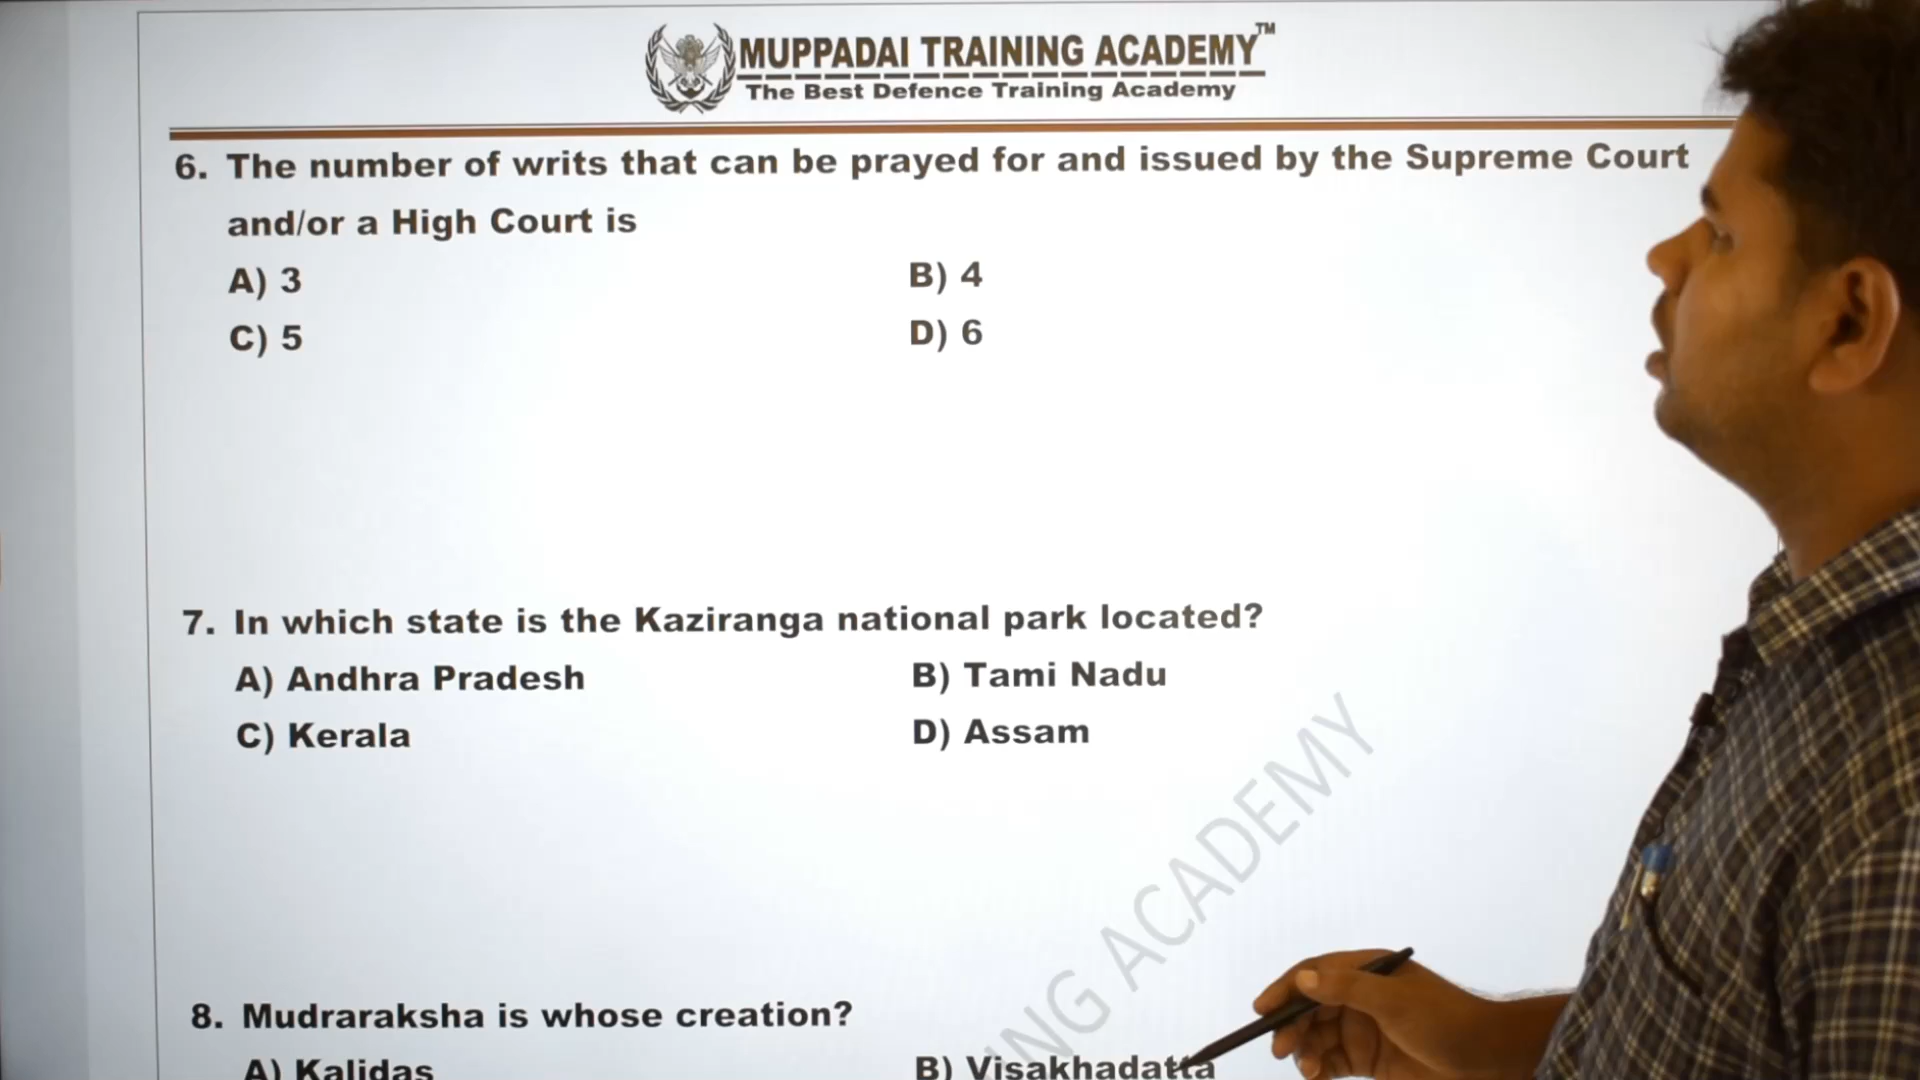 MUPPADAI TRAINING ACADEMY™
The Best Defence Training Academy
6. The number of writs that can be prayed for and issued by the Supreme Court
and/or a High Court is
A) 3 B) 4
C) 5 D) 6
7. In which state is the Kaziranga national park located?
A) Andhra Pradesh B) Tami Nadu
C) Kerala D) Assam
ING ACADEMY
8. Mudraraksha is whose creation?
A) Kalidas B) Visakhadatta